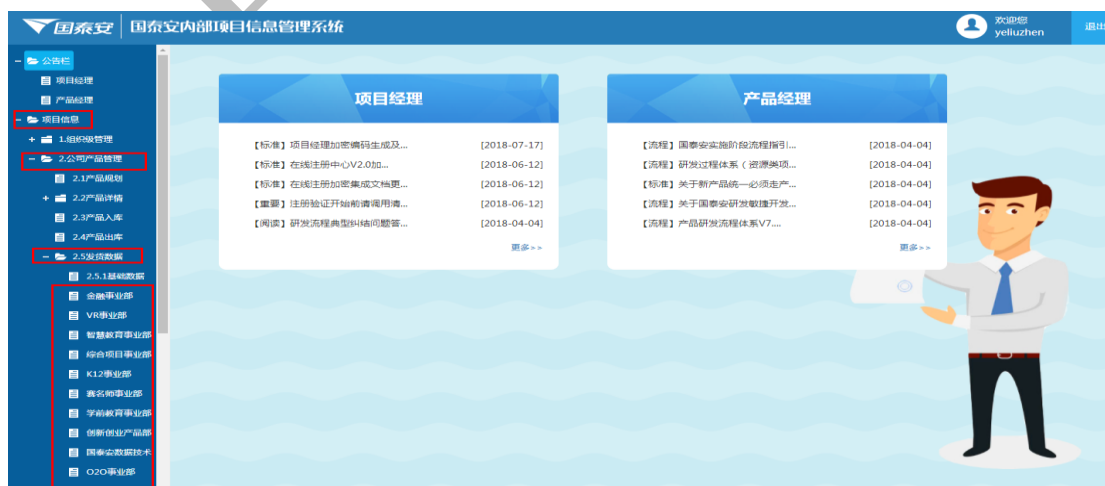 国泰安 国泰安内部项目信息管理系统
欢迎您
yeliuzhen
退出
公告栏
项目经理
产品经理
项目信息
1.组织级管理
2.公司产品管理
2.1产品规划
2.2产品详情
2.3产品入库
2.4产品出库
2.5发货数据
2.5.1基础数据
金融事业部
VR事业部
智慧教育事业部
综合项目事业部
K12事业部
赛名师事业部
学前教育事业部
创新创业产品部
国泰安数据技术
O2O事业部
项目经理
【标准】项目经理加密编码生成及... [2018-07-17]
【标准】在线注册中心V2.0加... [2018-06-12]
【标准】在线注册加密集成文档更... [2018-06-12]
【重要】注册验证开始前请调用清... [2018-06-12]
【阅读】研发流程典型纠结问题答... [2018-04-04]
更多>>
产品经理
【流程】国泰安实施阶段流程指引... [2018-04-04]
【流程】研发过程体系（资源类项... [2018-04-04]
【标准】关于新产品统一必须走产... [2018-04-04]
【流程】关于国泰安研发敏捷开发... [2018-04-04]
【流程】产品研发流程体系V7.... [2018-04-04]
更多>>